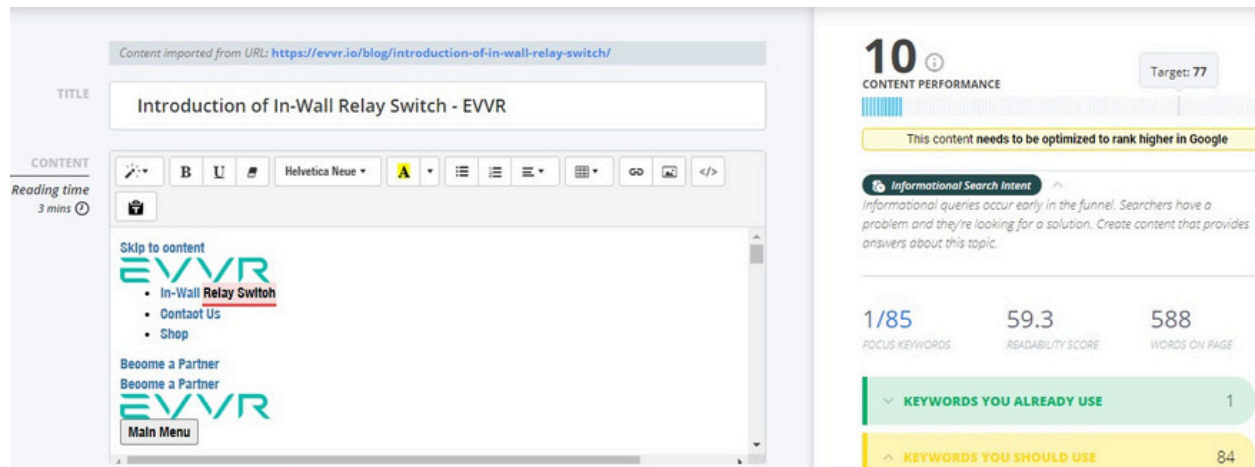 Content imported from URL: https://evvr.io/blog/introduction-of-in-wall-relay-switch/
TITLE
Introduction of In-Wall Relay Switch - EVVR
CONTENT
Reading time
3 mins
B U Helvetica Neue A </>
Skip to content
EVVR
• In-Wall Relay Switch
• Contact Us
• Shop
Become a Partner
Become a Partner
EVVR
Main Menu
10
CONTENT PERFORMANCE
Target: 77
This content needs to be optimized to rank higher in Google
Informational Search Intent
Informational queries occur early in the funnel. Searchers have a
problem and they're looking for a solution. Create content that provides
answers about this topic.
1/85 59.3 588
FOCUS KEYWORDS READABILITY SCORE WORDS ON PAGE
KEYWORDS YOU ALREADY USE 1
KEYWORDS YOU SHOULD USE 84